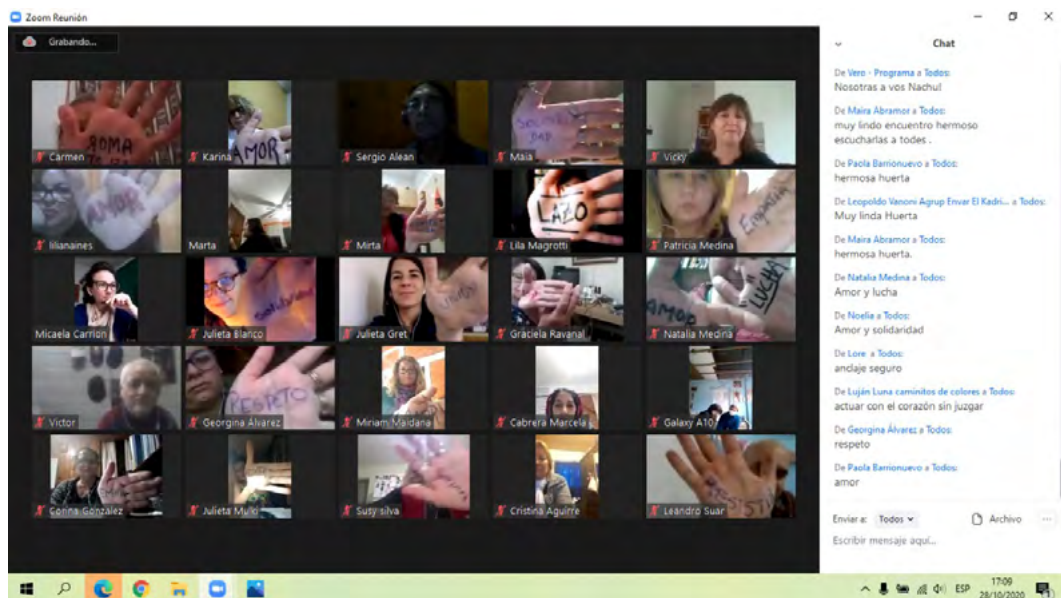 Zoom Reunión
Grabando...
ROMA
Carmen
AMOR
Karina
Sergio Alean
Maia
Vicky
AMOR
lilianaines
Marta
Mirta
LAZO
Lila Magrotti
Empatía
Patricia Medina
Micaela Carrion
Solidaridad
Julieta Blanco
Julieta Gret
Graciela Ravanal
AMOR
LUCHA
Natalia Medina
Victor
RESPETO
Georgina Álvarez
Miriam Maidana
Cabrera Marcela
Galaxy A10
Corina González
Julieta Mulki
Susy silva
Cristina Aguirre
Leandro Suar
Chat
De Vero - Programa a Todos:
Nosotras a vos Nachu!
De Maira Abramor a Todos:
muy lindo encuentro hermoso
escucharlas a todes .
De Paola Barrionuevo a Todos:
hermosa huerta
De Leopoldo Vanoni Agrup Envar El Kadri... a Todos:
Muy linda Huerta
De Maira Abramor a Todos:
hermosa huerta.
De Natalia Medina a Todos:
Amor y lucha
De Noelia a Todos:
Amor y solidaridad
De Lore a Todos:
anclaje seguro
De Luján Luna caminitos de colores a Todos:
actuar con el corazón sin juzgar
De Georgina Álvarez a Todos:
respeto
De Paola Barrionuevo a Todos:
amor
Enviar a: Todos
Archivo
Escribir mensaje aquí...
ESP
17:09
28/10/2020